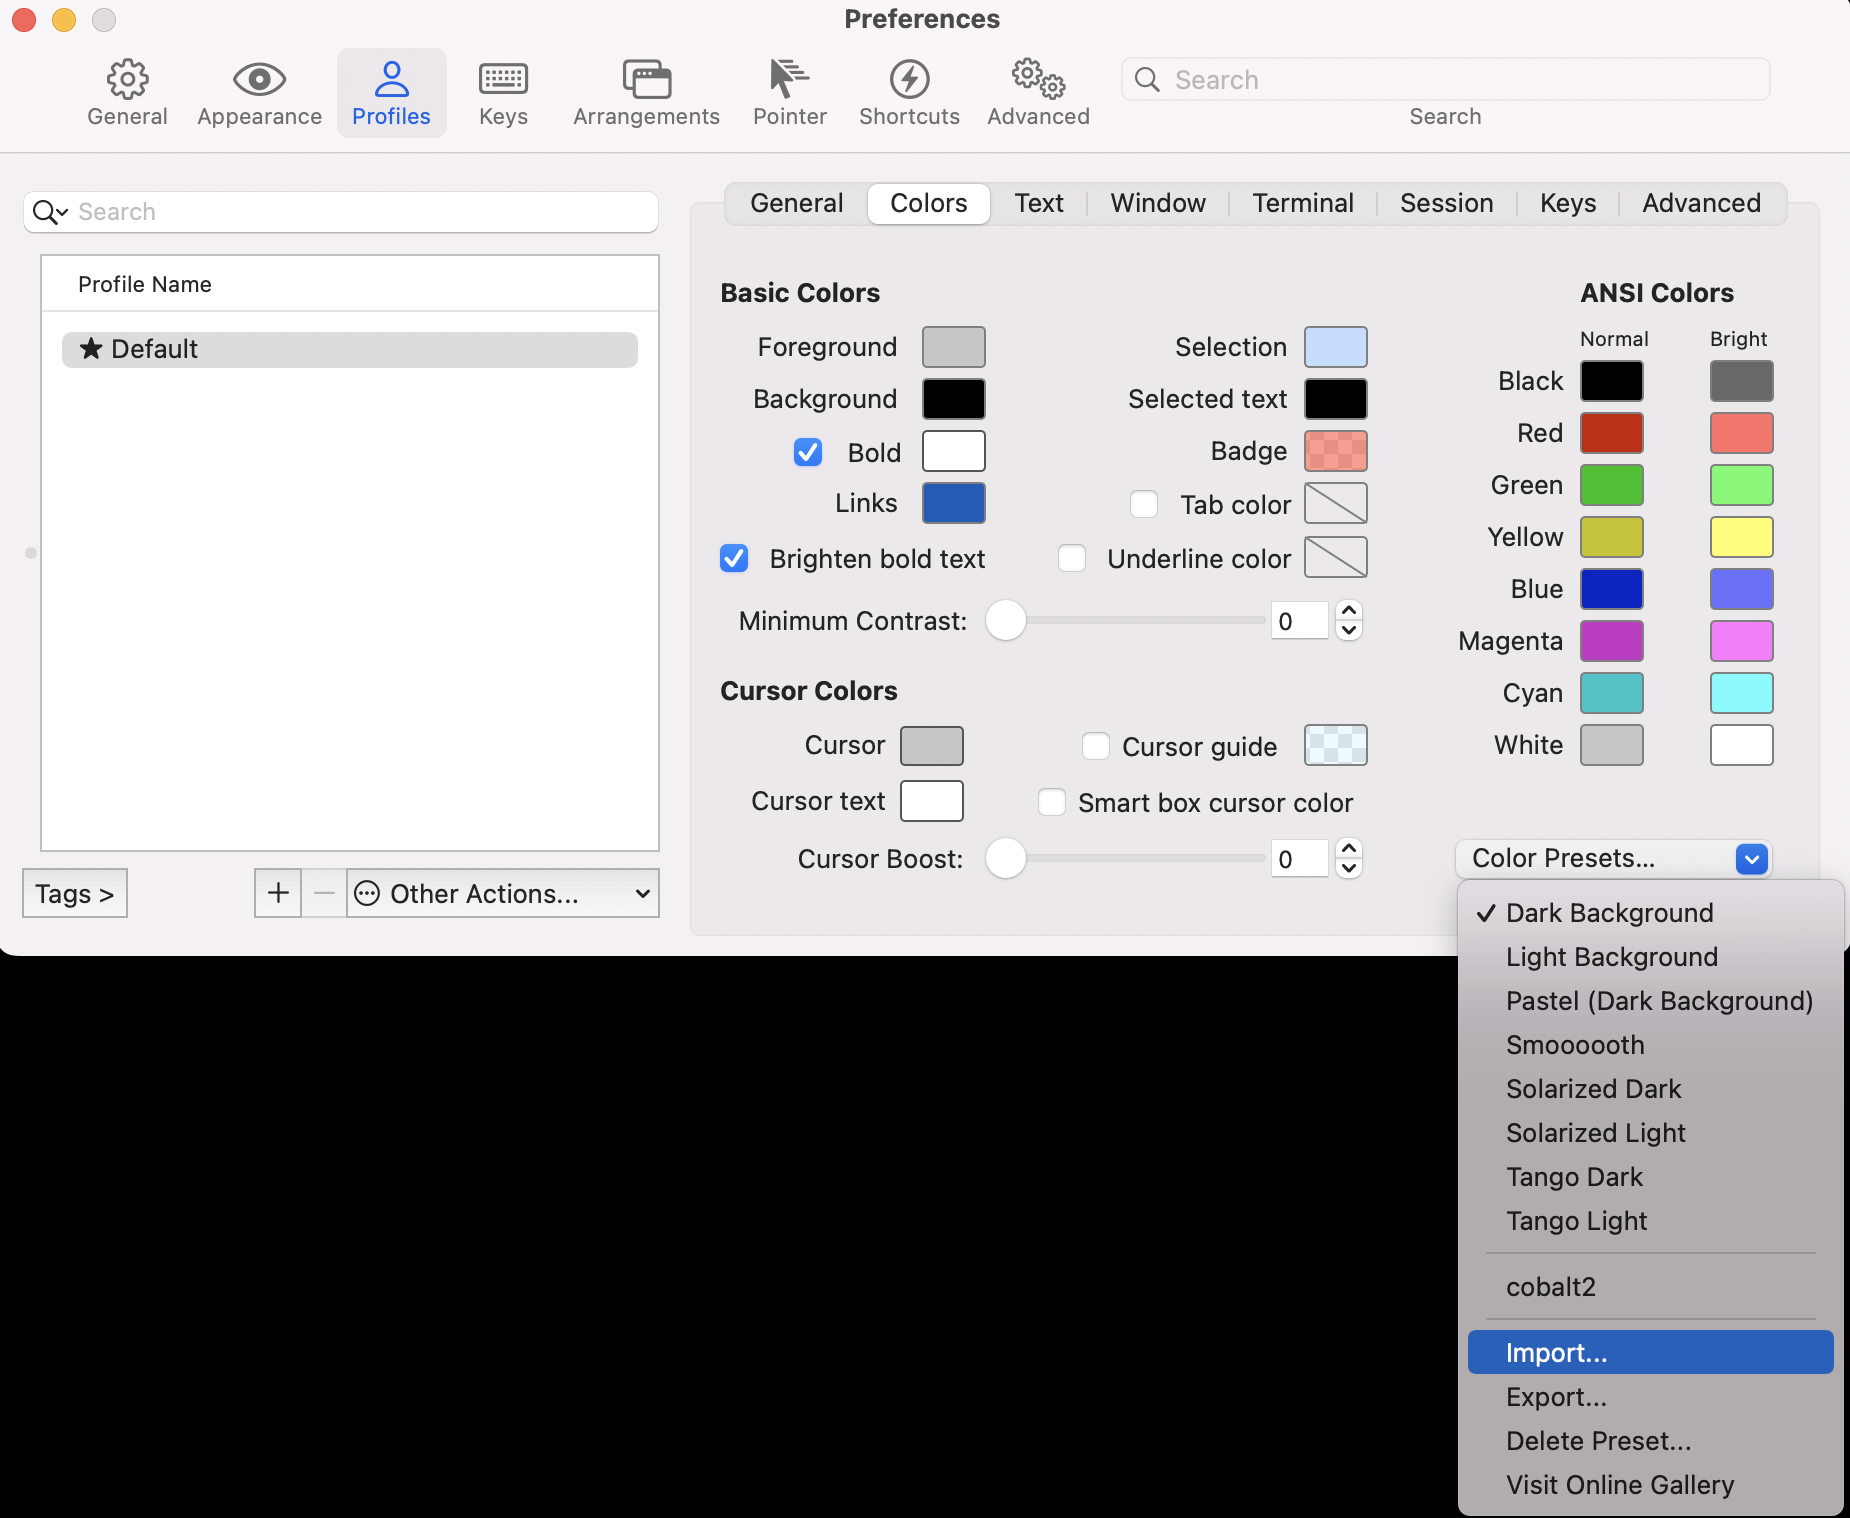 Preferences
General
Appearance
Profiles
Keys
Arrangements
Pointer
Shortcuts
Advanced
Search
Search
Search
Profile Name
★ Default
Tags >
+
−
Other Actions...
General
Colors
Text
Window
Terminal
Session
Keys
Advanced
Basic Colors
Foreground
Background
Bold
Links
Brighten bold text
Selection
Selected text
Badge
Tab color
Underline color
Minimum Contrast:
0
Cursor Colors
Cursor
Cursor guide
Cursor text
Smart box cursor color
Cursor Boost:
0
ANSI Colors
Normal
Bright
Black
Red
Green
Yellow
Blue
Magenta
Cyan
White
Color Presets...
✓ Dark Background
Light Background
Pastel (Dark Background)
Smoooooth
Solarized Dark
Solarized Light
Tango Dark
Tango Light
cobalt2
Import...
Export...
Delete Preset...
Visit Online Gallery